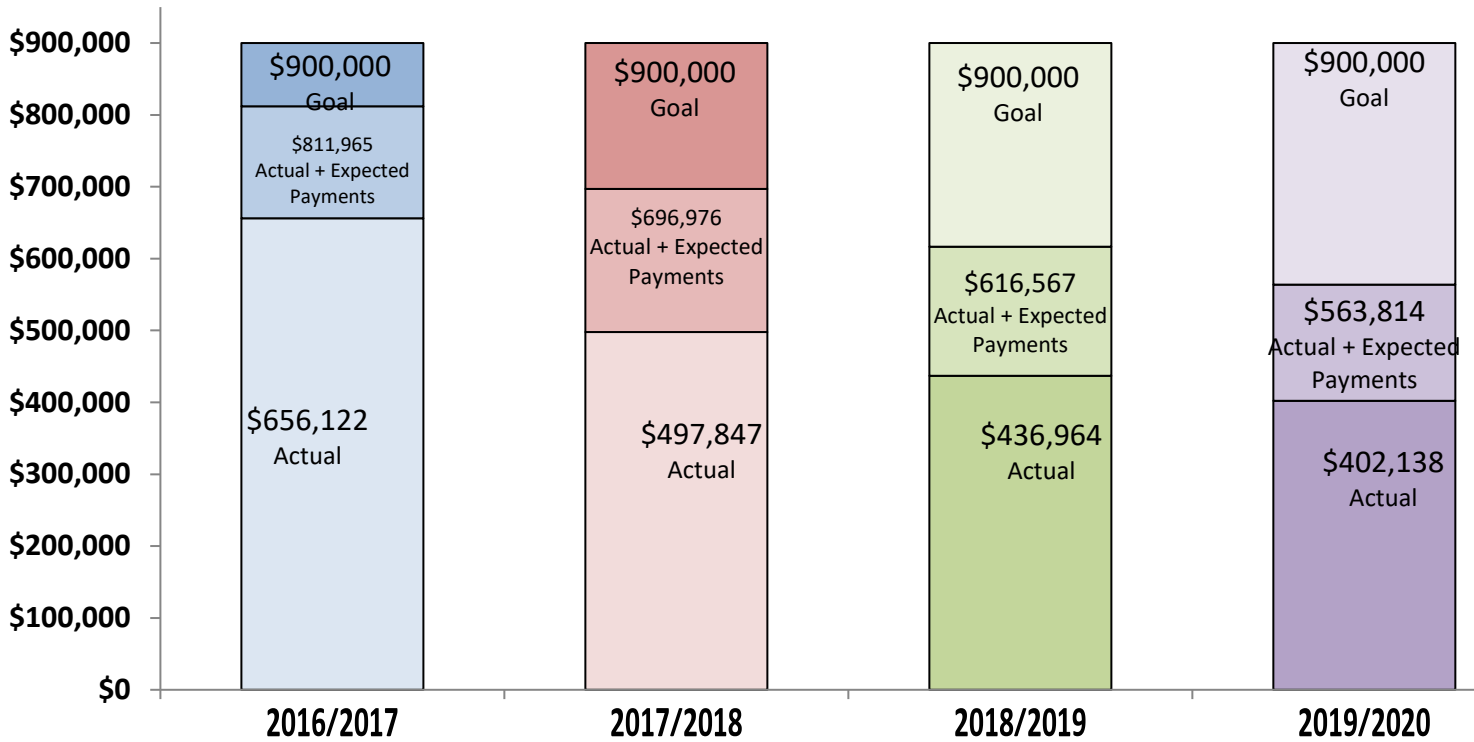 $900,000
$800,000
$700,000
$600,000
$500,000
$400,000
$300,000
$200,000
$100,000
$0
$900,000
Goal
$811,965
Actual + Expected
Payments
$656,122
Actual
$900,000
Goal
$696,976
Actual + Expected
Payments
$497,847
Actual
$900,000
Goal
$616,567
Actual + Expected
Payments
$436,964
Actual
$900,000
Goal
$563,814
Actual + Expected
Payments
$402,138
Actual
2016/2017
2017/2018
2018/2019
2019/2020